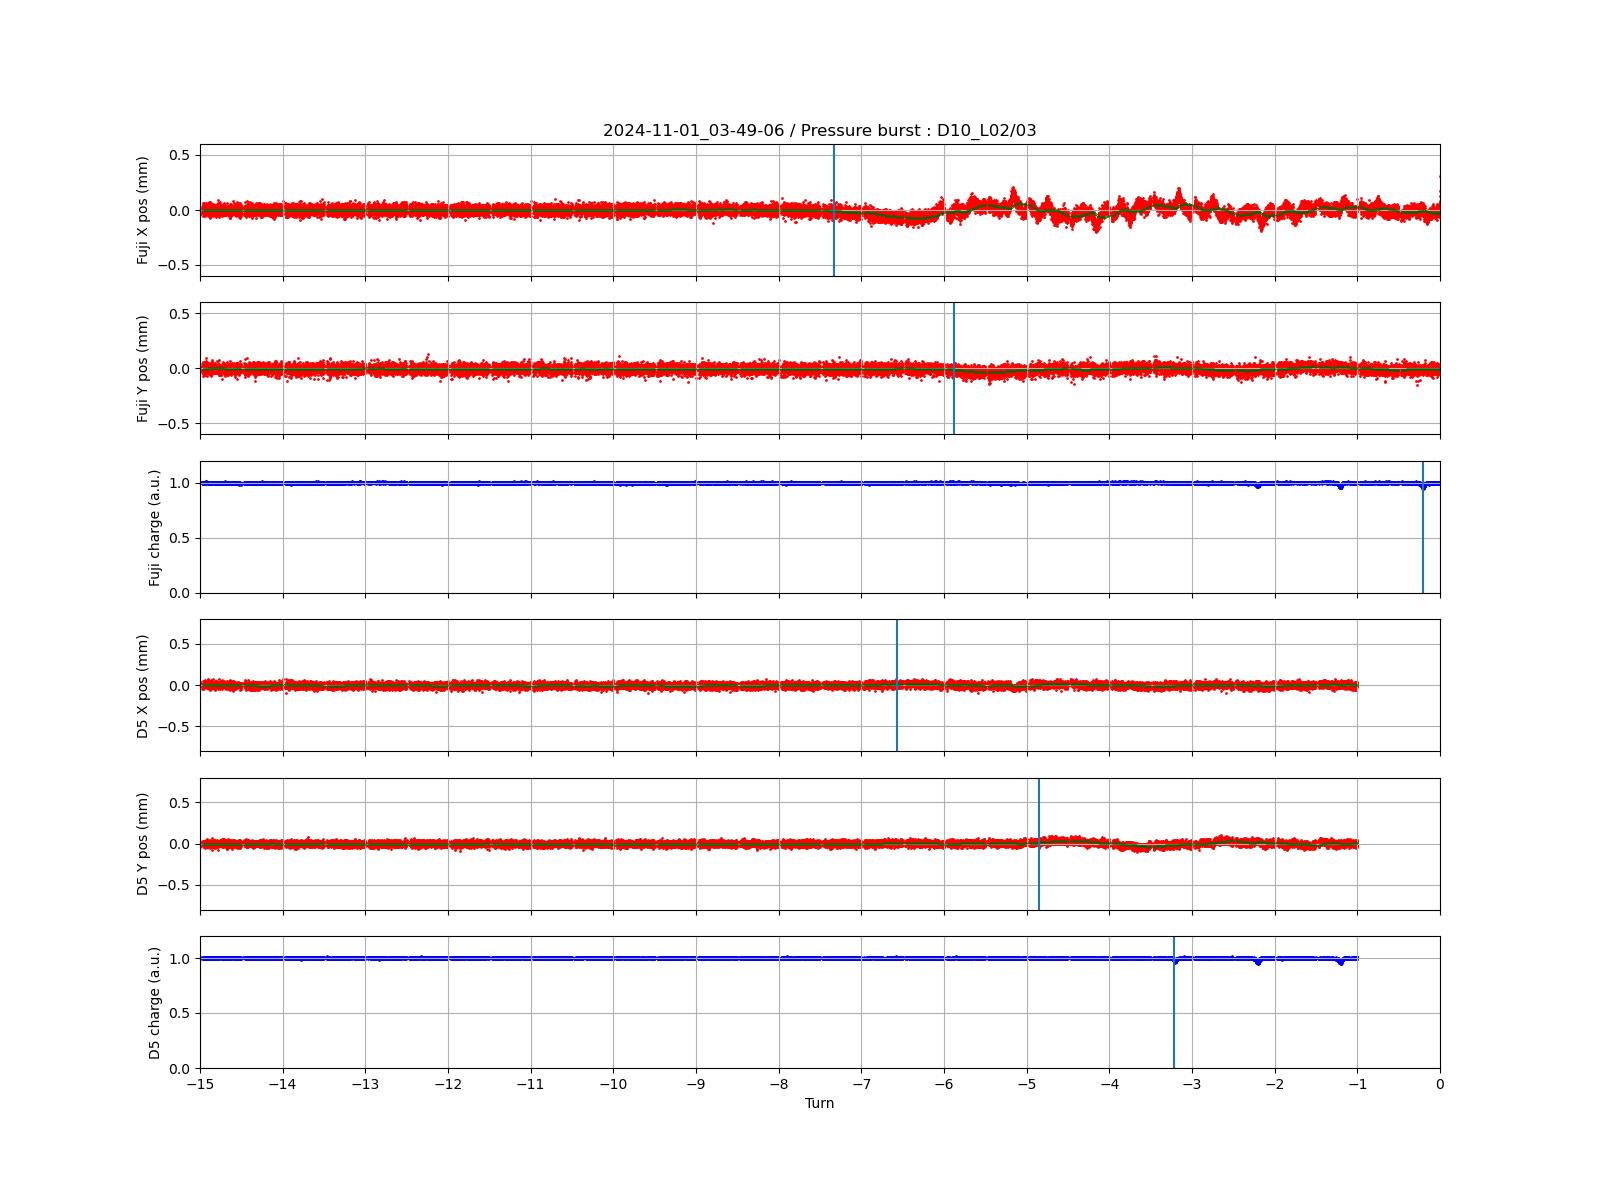 2024-11-01_03-49-06 / Pressure burst : D10_L02/03
Fuji X pos (mm)
0.5
0.0
−0.5
Fuji Y pos (mm)
0.5
0.0
−0.5
Fuji charge (a.u.)
1.0
0.5
0.0
D5 X pos (mm)
0.5
0.0
−0.5
D5 Y pos (mm)
0.5
0.0
−0.5
D5 charge (a.u.)
1.0
0.5
0.0
−15 −14 −13 −12 −11 −10 −9 −8 −7 −6 −5 −4 −3 −2 −1 0
Turn